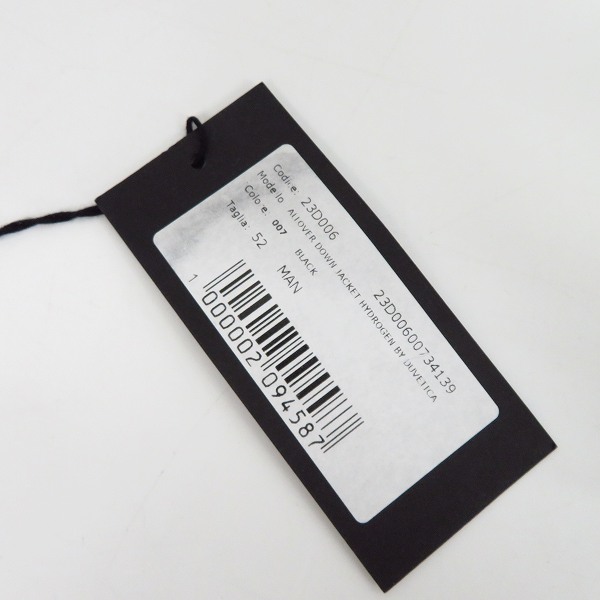 Codice: 23D006 23D00600734139
Modello ALLOVER DOWN JACKET HYDROGEN BY DUVETICA
Colore: 007 BLACK
Taglia: 52 MAN
1 000002 094587